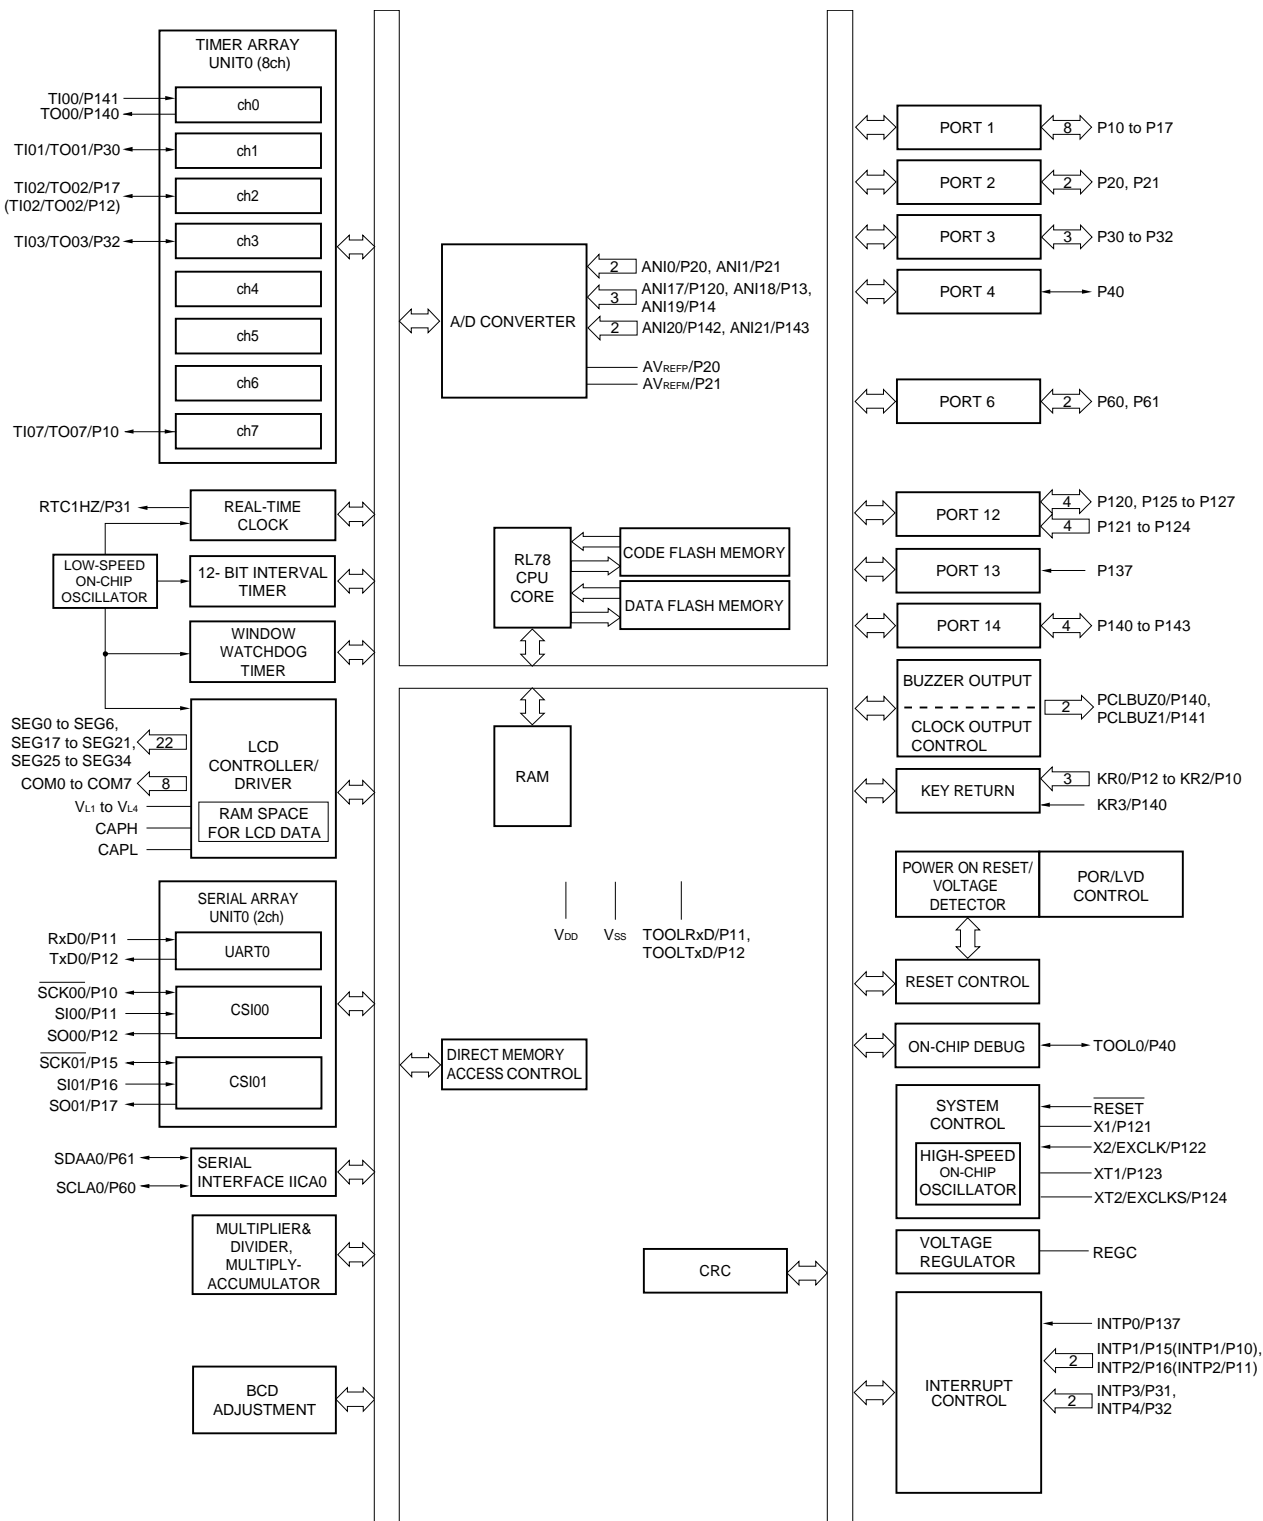 TIMER ARRAY
UNIT0 (8ch)
TI00/P141
TO00/P140
ch0
TI01/TO01/P30
ch1
TI02/TO02/P17
(TI02/TO02/P12)
ch2
TI03/TO03/P32
ch3
ch4
ch5
ch6
TI07/TO07/P10
ch7
RTC1HZ/P31
REAL-TIME
CLOCK
LOW-SPEED
ON-CHIP
OSCILLATOR
12- BIT INTERVAL
TIMER
WINDOW
WATCHDOG
TIMER
SEG0 to SEG6,
SEG17 to SEG21,
SEG25 to SEG34
22
COM0 to COM7
8
VL1 to VL4
CAPH
CAPL
LCD
CONTROLLER/
DRIVER
RAM SPACE
FOR LCD DATA
SERIAL ARRAY
UNIT0 (2ch)
RxD0/P11
TxD0/P12
UART0
SCK00/P10
SI00/P11
SO00/P12
CSI00
SCK01/P15
SI01/P16
SO01/P17
CSI01
SDAA0/P61
SCLA0/P60
SERIAL
INTERFACE IICA0
MULTIPLIER&
DIVIDER,
MULTIPLY-
ACCUMULATOR
BCD
ADJUSTMENT
A/D CONVERTER
2
ANI0/P20, ANI1/P21
3
ANI17/P120, ANI18/P13,
ANI19/P14
2
ANI20/P142, ANI21/P143
AVREFP/P20
AVREFM/P21
RL78
CPU
CORE
CODE FLASH MEMORY
DATA FLASH MEMORY
RAM
VDD
VSS
TOOLRxD/P11,
TOOLTxD/P12
DIRECT MEMORY
ACCESS CONTROL
CRC
PORT 1
8
P10 to P17
PORT 2
2
P20, P21
PORT 3
3
P30 to P32
PORT 4
P40
PORT 6
2
P60, P61
PORT 12
4
P120, P125 to P127
4
P121 to P124
PORT 13
P137
PORT 14
4
P140 to P143
BUZZER OUTPUT
CLOCK OUTPUT
CONTROL
2
PCLBUZ0/P140,
PCLBUZ1/P141
KEY RETURN
3
KR0/P12 to KR2/P10
KR3/P140
POWER ON RESET/
VOLTAGE
DETECTOR
POR/LVD
CONTROL
RESET CONTROL
ON-CHIP DEBUG
TOOL0/P40
SYSTEM
CONTROL
HIGH-SPEED
ON-CHIP
OSCILLATOR
RESET
X1/P121
X2/EXCLK/P122
XT1/P123
XT2/EXCLKS/P124
VOLTAGE
REGULATOR
REGC
INTERRUPT
CONTROL
INTP0/P137
2
INTP1/P15(INTP1/P10),
INTP2/P16(INTP2/P11)
2
INTP3/P31,
INTP4/P32